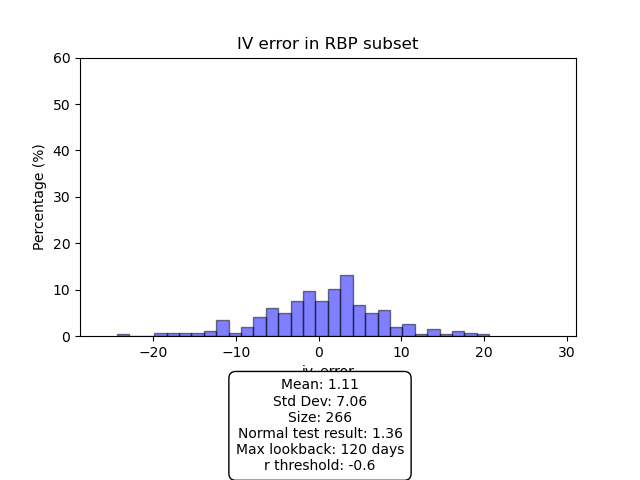 IV error in RBP subset
Percentage (%)
60
50
40
30
20
10
0
−20
−10
0
10
20
30
iv_error
Mean: 1.11
Std Dev: 7.06
Size: 266
Normal test result: 1.36
Max lookback: 120 days
r threshold: -0.6